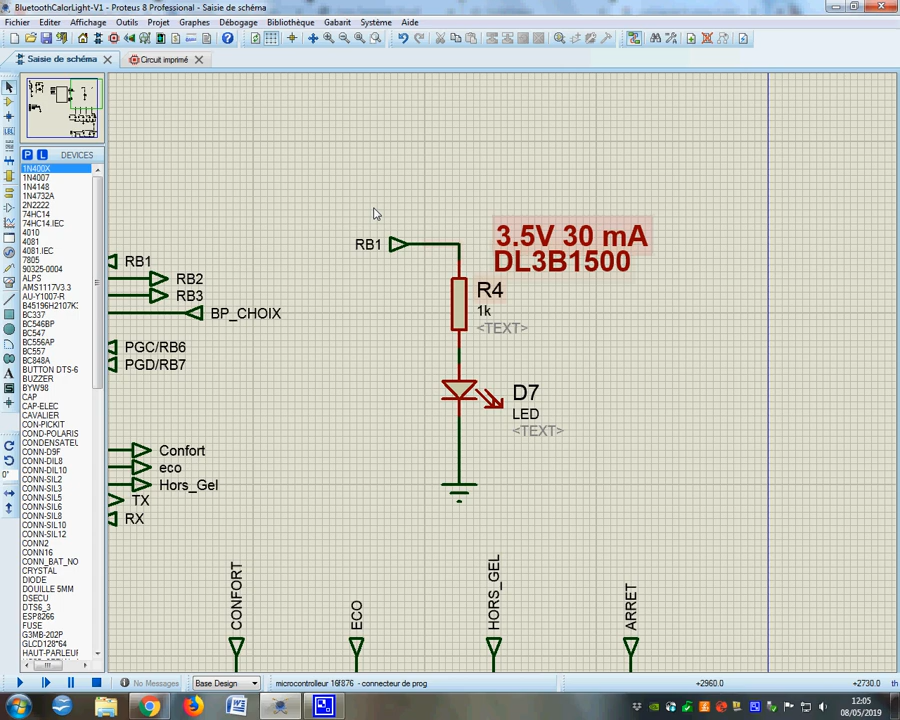 BluetoothCalorLight-V1 - Proteus 8 Professional - Saisie de schéma
Fichier Editer Affichage Outils Projet Graphes Débogage Bibliothèque Gabarit Système Aide
Saisie de schéma
Circuit imprimé
P L DEVICES
1N400X
1N4007
1N4148
1N4732A
2N2222
74HC14
74HC14.IEC
4010
4081
4081.IEC
7805
90325-0004
ALPS
AMS1117V3.3
AU-Y1007-R
B45196H2107K
BC337
BC546BP
BC547
BC556AP
BC557
BC848A
BUTTON DTS-6
BUZZER
BYW98
CAP
CAP-ELEC
CAVALIER
CON-PICKIT
COND-POLARIS
CONDENSATEU
CONN-D9F
CONN-DIL8
CONN-DIL10
CONN-SIL2
CONN-SIL3
CONN-SIL5
CONN-SIL6
CONN-SIL8
CONN-SIL10
CONN-SIL12
CONN2
CONN16
CONN_BAT_NO
CRYSTAL
DIODE
DOUILLE 5MM
DSECU
DTS6_3
ESP8266
FUSE
G3MB-202P
GLCD128*64
HAUT-PARLEUR
0°
RB1
RB2
RB3
BP_CHOIX
PGC/RB6
PGD/RB7
Confort
eco
Hors_Gel
TX
RX
RB1
3.5V 30 mA
DL3B1500
R4
1k
<TEXT>
D7
LED
<TEXT>
CONFORT
ECO
HORS_GEL
ARRET
No Messages
Base Design
microcontrolleur 16f876 - connecteur de prog
+2960.0
+2730.0
th
12:05
08/05/2019